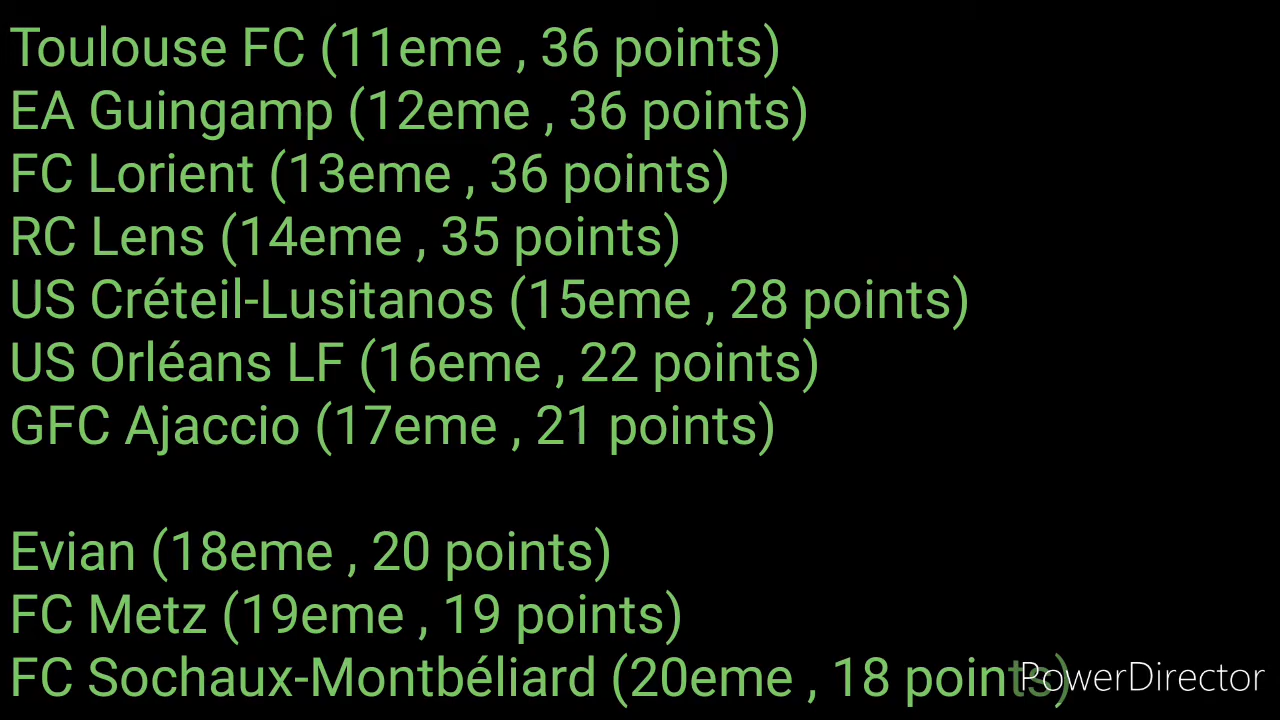 Toulouse FC (11eme , 36 points)
EA Guingamp (12eme , 36 points)
FC Lorient (13eme , 36 points)
RC Lens (14eme , 35 points)
US Créteil-Lusitanos (15eme , 28 points)
US Orléans LF (16eme , 22 points)
GFC Ajaccio (17eme , 21 points)
Evian (18eme , 20 points)
FC Metz (19eme , 19 points)
FC Sochaux-Montbéliard (20eme , 18 points)
PowerDirector